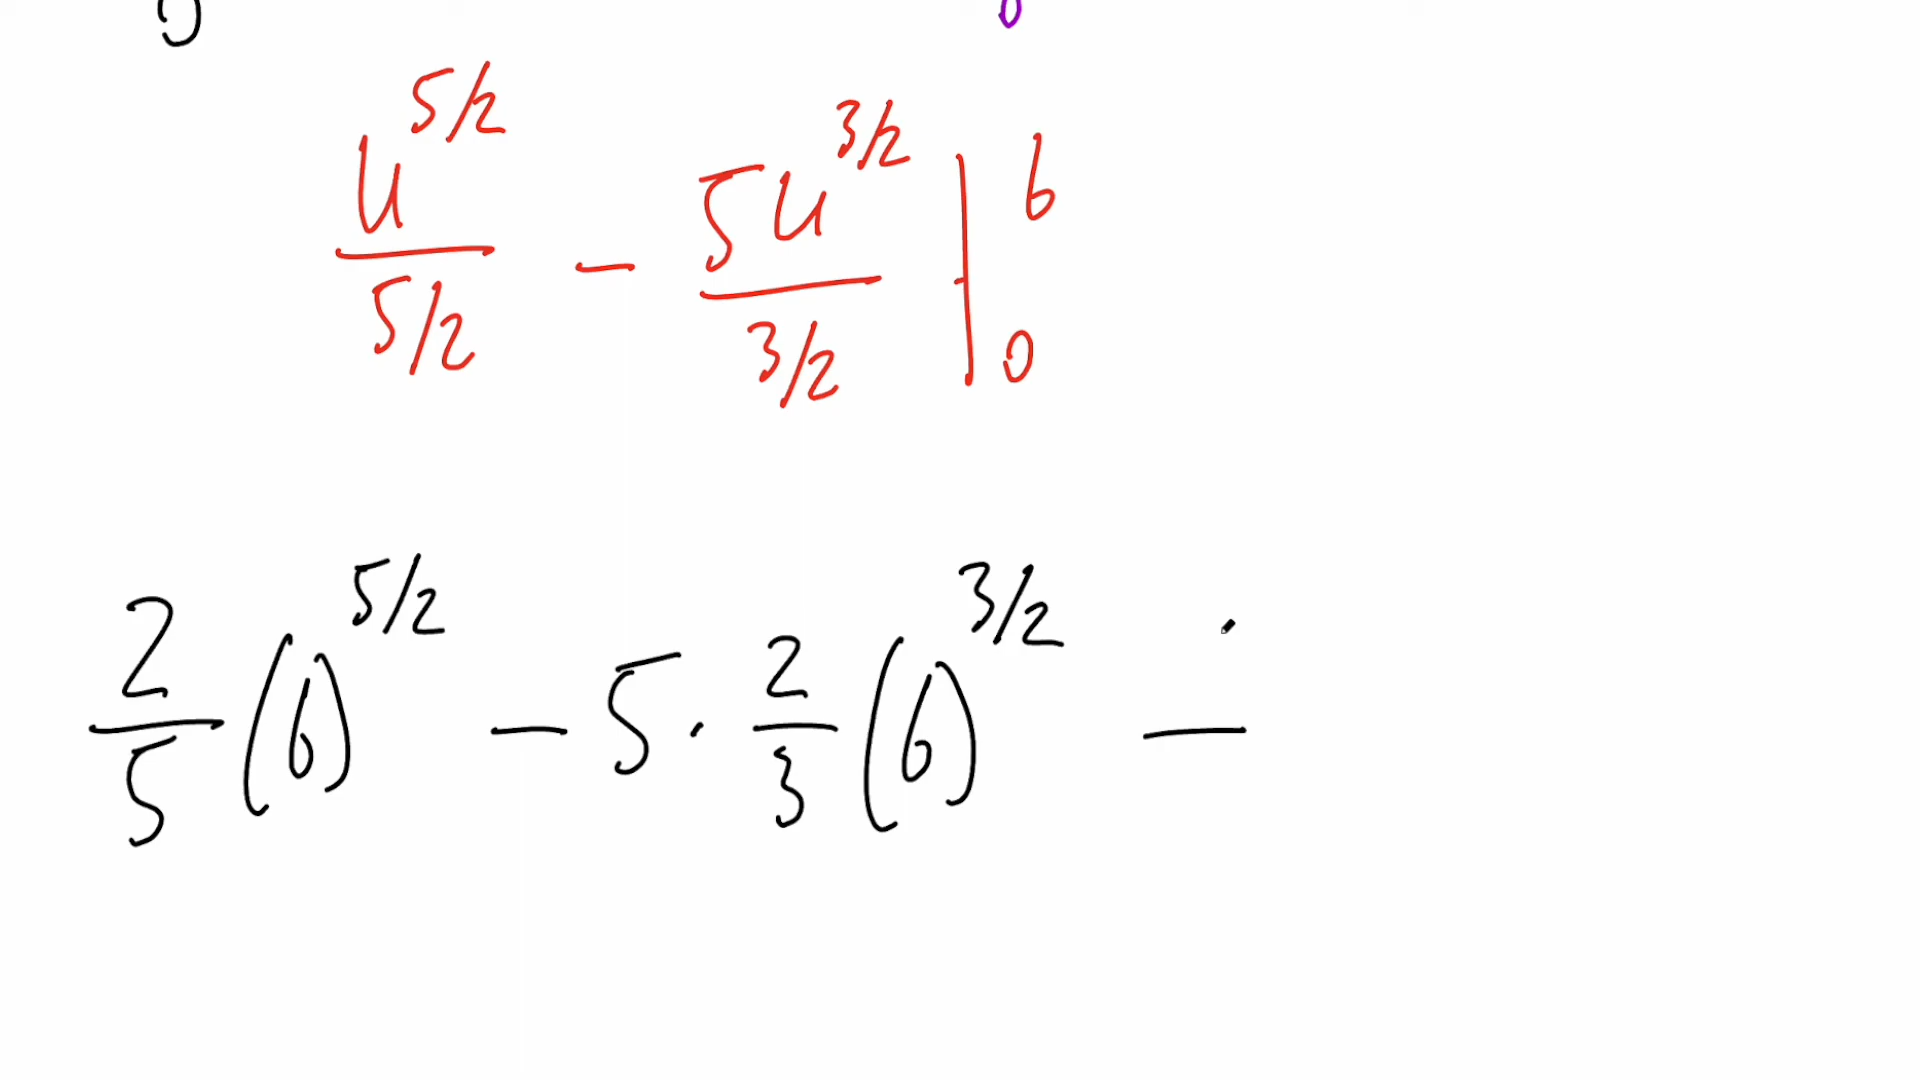 0
u^{5/2}/(5/2) - 5u^{3/2}/(3/2) |_0^6
2/5 (6)^{5/2} - 5 · 2/3 (6)^{3/2} -